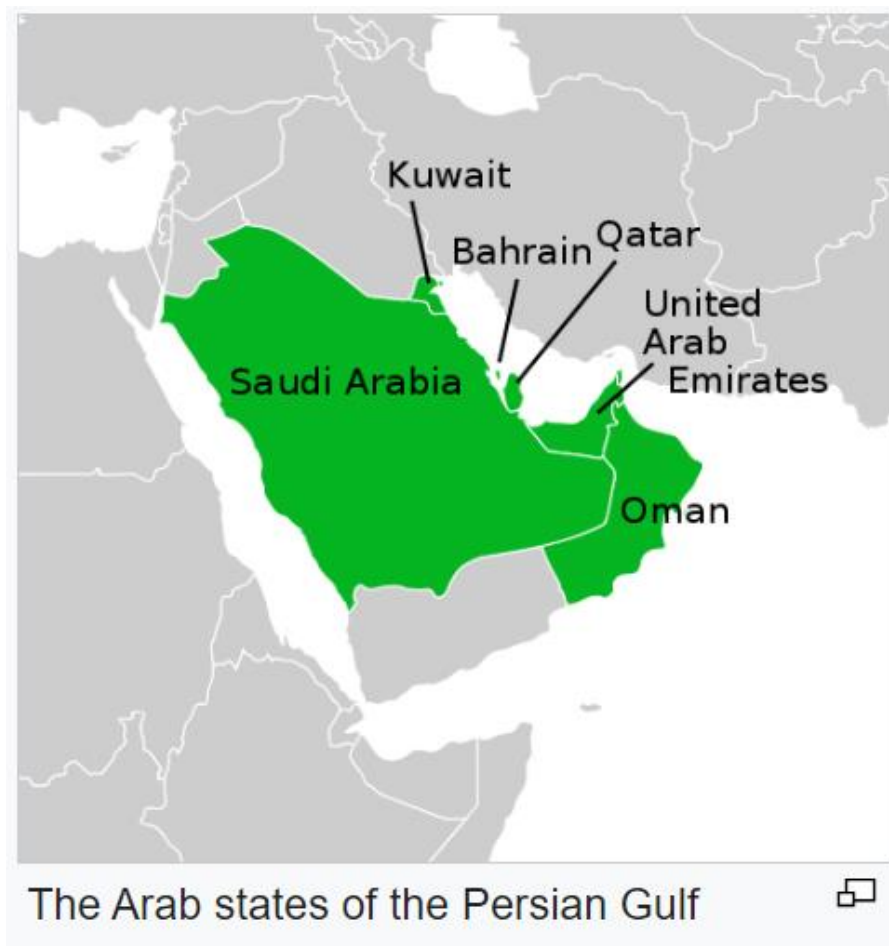 Kuwait
Bahrain
Qatar
United
Arab
Emirates
Saudi Arabia
Oman
The Arab states of the Persian Gulf